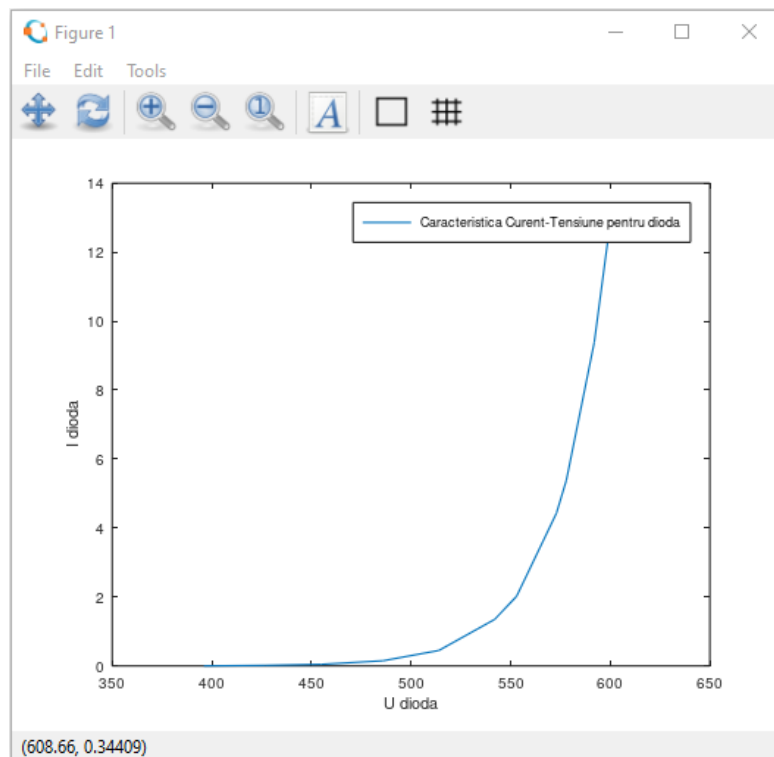 Figure 1
File Edit Tools
1 A
14
Caracteristica Curent-Tensiune pentru dioda
12
10
8
6
4
2
0
I dioda
350 400 450 500 550 600 650
U dioda
(608.66, 0.34409)